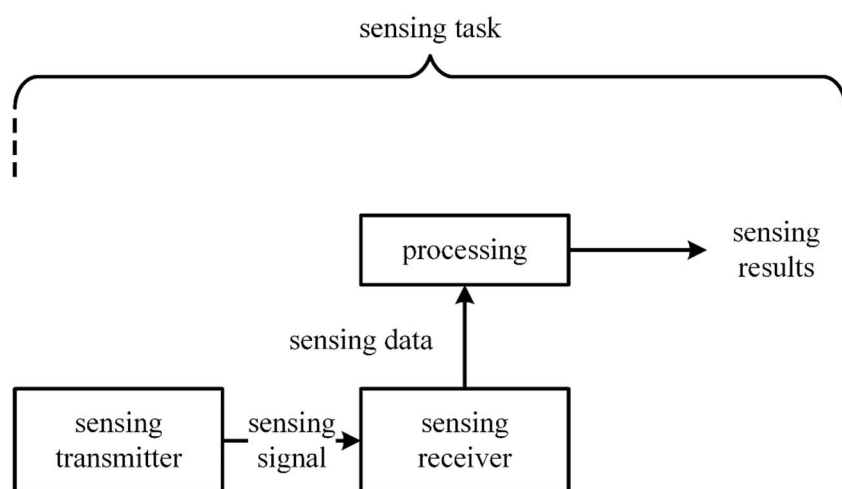 sensing task
processing
sensing
results
sensing data
sensing
transmitter
sensing
signal
sensing
receiver